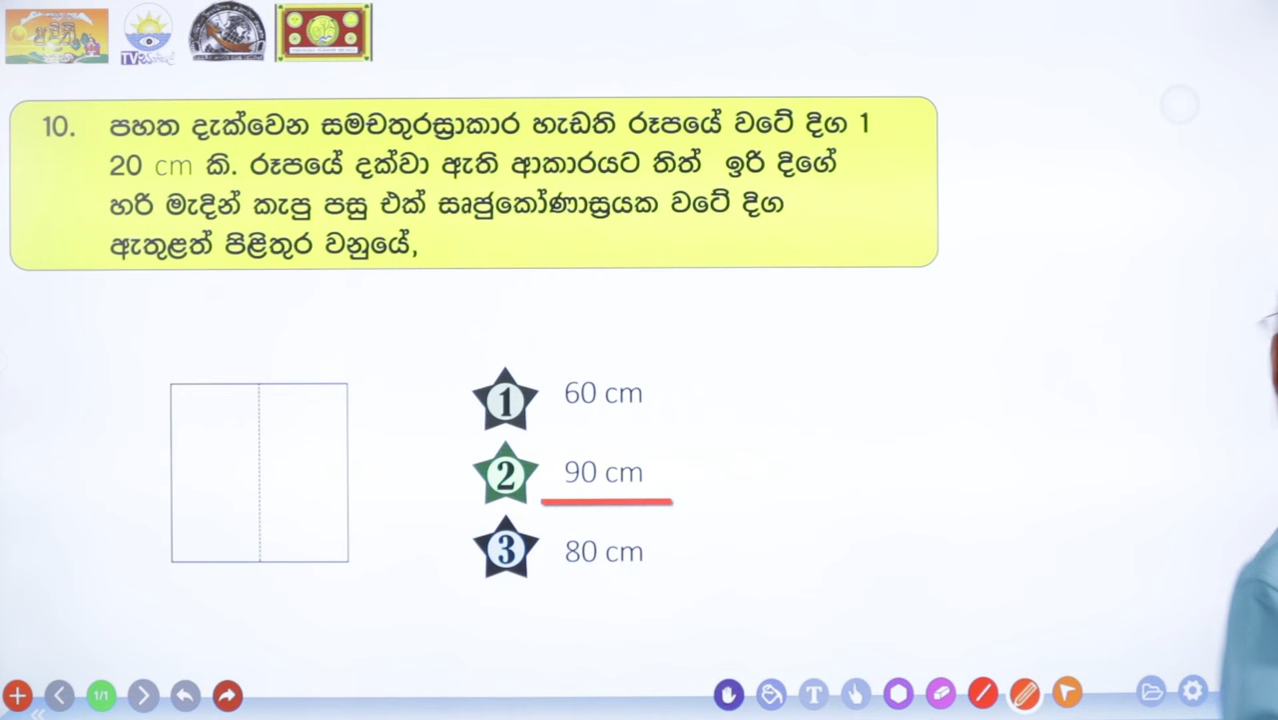 10. පහත දැක්වෙන සමචතුරස්‍රාකාර හැඩති රූපයේ වටේ දිග 1
20 cm කි. රූපයේ දක්වා ඇති ආකාරයට තිත් ඉරි දිගේ
හරි මැදින් කැපු පසු එක් සෘජුකෝණාස්‍රයක වටේ දිග
ඇතුළත් පිළිතුර වනුයේ,
1 60 cm
2 90 cm
3 80 cm
1/1